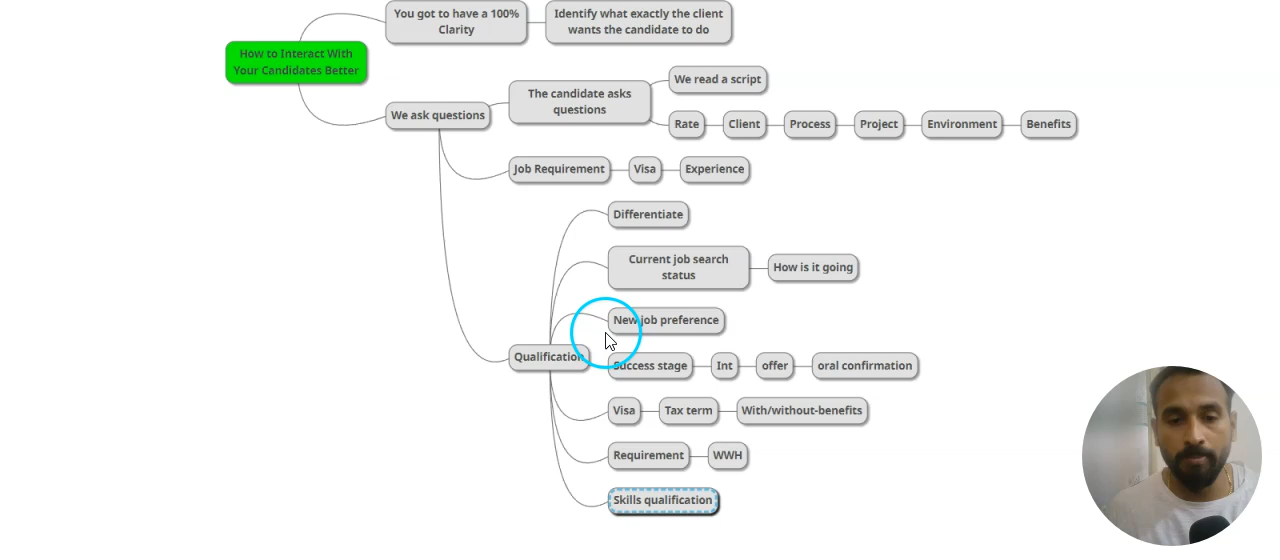 You got to have a 100%
Clarity
Identify what exactly the client
wants the candidate to do
How to Interact With
Your Candidates Better
We ask questions
The candidate asks
questions
We read a script
Rate
Client
Process
Project
Environment
Benefits
Job Requirement
Visa
Experience
Qualification
Differentiate
Current job search
status
How is it going
New job preference
Success stage
Int
offer
oral confirmation
Visa
Tax term
With/without-benefits
Requirement
WWH
Skills qualification